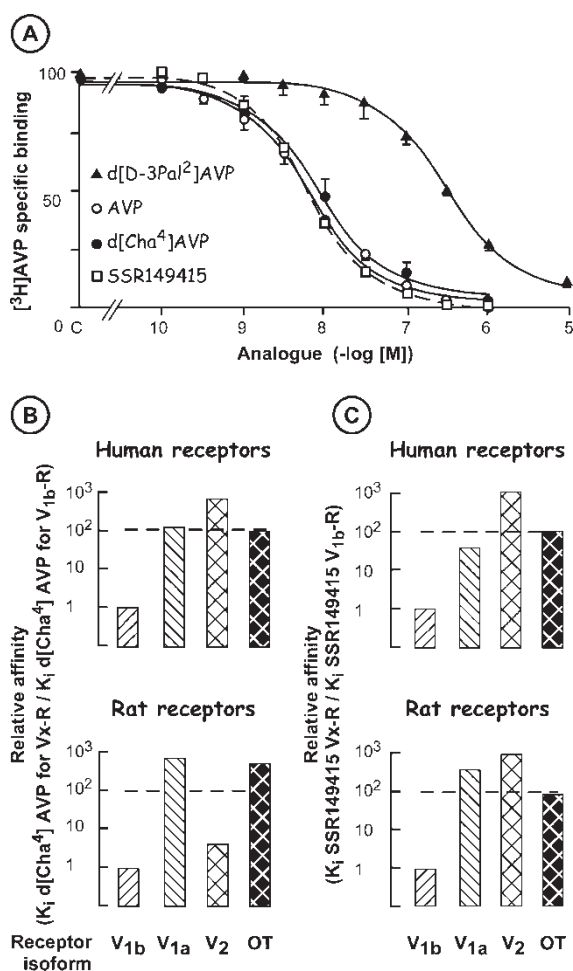 A
[³H]AVP specific binding
100
50
0
▲ d[D-3Pal²]AVP
○ AVP
● d[Cha⁴]AVP
□ SSR149415
C 10 9 8 7 6 5
Analogue (-log [M])
B
Relative affinity
(Kᵢ d[Cha⁴] AVP for Vx-R / Kᵢ d[Cha⁴] AVP for V₁b-R)
Human receptors
10³
10²
10
1
Rat receptors
10³
10²
10
1
C
Relative affinity
(Kᵢ SSR149415 Vx-R / Kᵢ SSR149415 V₁b-R)
Human receptors
10³
10²
10
1
Rat receptors
10³
10²
10
1
Receptor isoform
V₁b V₁a V₂ OT
V₁b V₁a V₂ OT